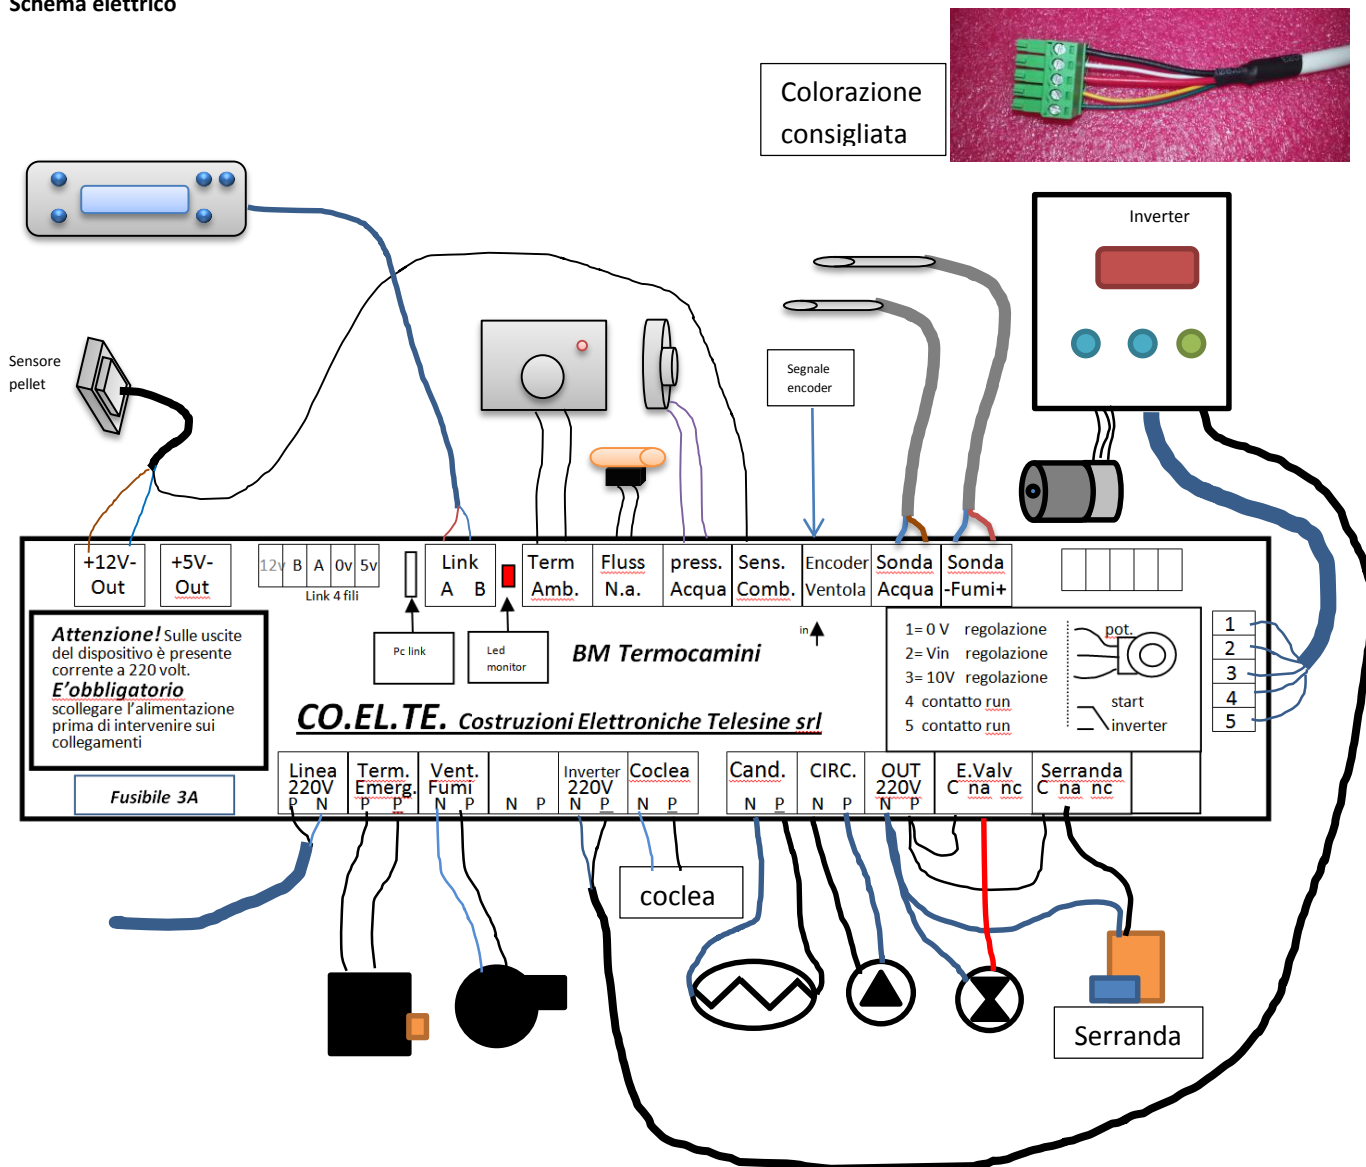 Schema elettrico
Colorazione
consigliata
Inverter
Sensore
pellet
Segnale
encoder
+12V-
Out
+5V-
Out
12v B A 0v 5v
Link 4 fili
Link
A B
Term
Amb.
Fluss
N.a.
press.
Acqua
Sens.
Comb.
Encoder
Ventola
Sonda
Acqua
Sonda
-Fumi+
Attenzione! Sulle uscite
del dispositivo è presente
corrente a 220 volt.
E'obbligatorio
scollegare l'alimentazione
prima di intervenire sui
collegamenti
Pc link
Led
monitor
BM Termocamini
in
1= 0 V regolazione
2= Vin regolazione
3= 10V regolazione
4 contatto run
5 contatto run
pot.
start
inverter
1
2
3
4
5
CO.EL.TE. Costruzioni Elettroniche Telesine srl
Fusibile 3A
Linea
220V
P N
Term.
Emerg.
P P
Vent.
Fumi
N P
N P
Inverter
220V
N P
Coclea
N P
Cand.
N P
CIRC.
N P
OUT
220V
N P
E.Valv
C na nc
Serranda
C na nc
coclea
Serranda